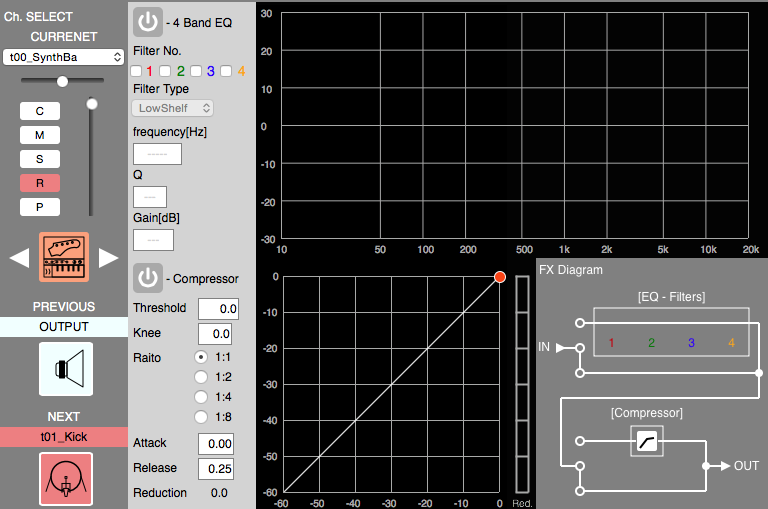 Ch. SELECT
CURRENET
t00_SynthBa
C
M
S
R
P
PREVIOUS
OUTPUT
NEXT
t01_Kick
- 4 Band EQ
Filter No.
1 2 3 4
Filter Type
LowShelf
frequency[Hz]
-----
Q
---
Gain[dB]
---
- Compressor
Threshold 0.0
Knee 0.0
Raito 1:1
1:2
1:4
1:8
Attack 0.00
Release 0.25
Reduction 0.0
30
20
10
0
-10
-20
-30
10 50 100 200 500 1k 2k 5k 10k 20k
0
-10
-20
-30
-40
-50
-60
-60 -50 -40 -30 -20 -10 0 Red.
FX Diagram
[EQ - Filters]
1 2 3 4
IN
[Compressor]
OUT